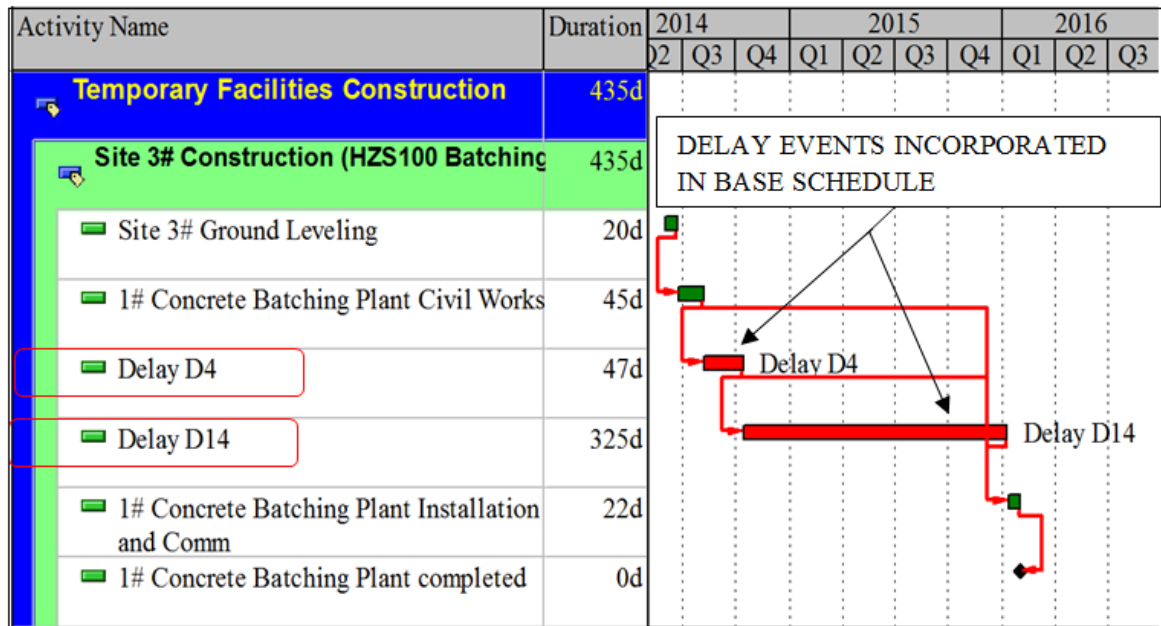 Activity Name Duration 2014 2015 2016
Q2 Q3 Q4 Q1 Q2 Q3 Q4 Q1 Q2 Q3
Temporary Facilities Construction 435d
DELAY EVENTS INCORPORATED
IN BASE SCHEDULE
Site 3# Construction (HZS100 Batching 435d
Site 3# Ground Leveling 20d
1# Concrete Batching Plant Civil Works 45d
Delay D4 47d Delay D4
Delay D14 325d Delay D14
1# Concrete Batching Plant Installation 22d
and Comm
1# Concrete Batching Plant completed 0d